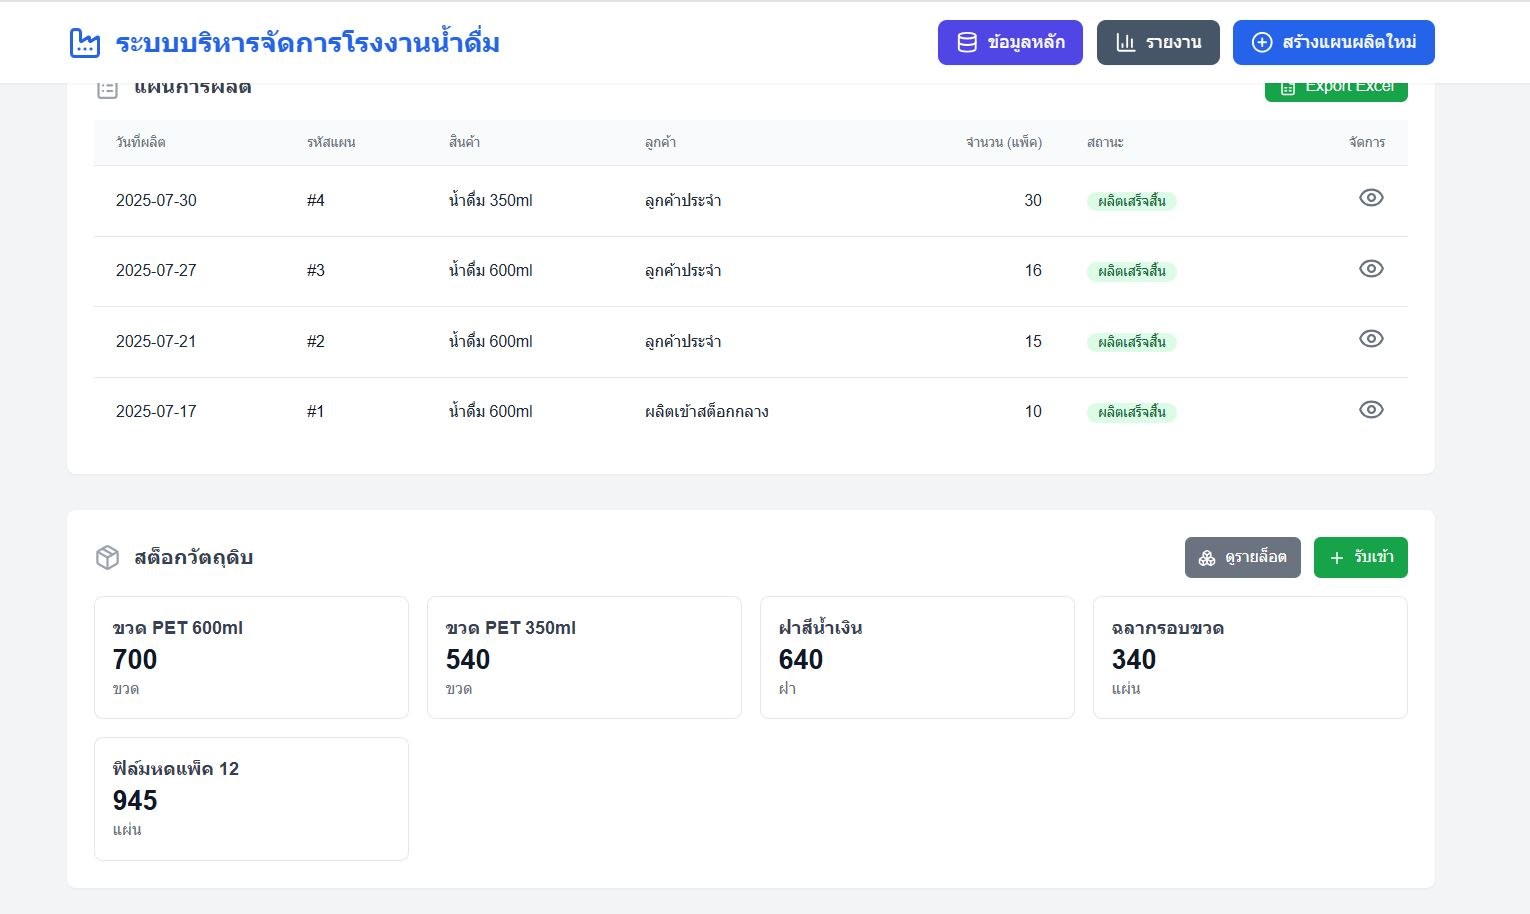 ระบบบริหารจัดการโรงงานน้ำดื่ม
ข้อมูลหลัก
รายงาน
สร้างแผนผลิตใหม่
แผนการผลิต
Export Excel
วันที่ผลิต รหัสแผน สินค้า ลูกค้า จำนวน (แพ็ค) สถานะ จัดการ
2025-07-30 #4 น้ำดื่ม 350ml ลูกค้าประจำ 30 ผลิตเสร็จสิ้น
2025-07-27 #3 น้ำดื่ม 600ml ลูกค้าประจำ 16 ผลิตเสร็จสิ้น
2025-07-21 #2 น้ำดื่ม 600ml ลูกค้าประจำ 15 ผลิตเสร็จสิ้น
2025-07-17 #1 น้ำดื่ม 600ml ผลิตเข้าสต็อกกลาง 10 ผลิตเสร็จสิ้น
สต็อกวัตถุดิบ
ดูรายล็อต
+ รับเข้า
ขวด PET 600ml
700
ขวด
ขวด PET 350ml
540
ขวด
ฝาสีน้ำเงิน
640
ฝา
ฉลากรอบขวด
340
แผ่น
ฟิล์มหดแพ็ค 12
945
แผ่น